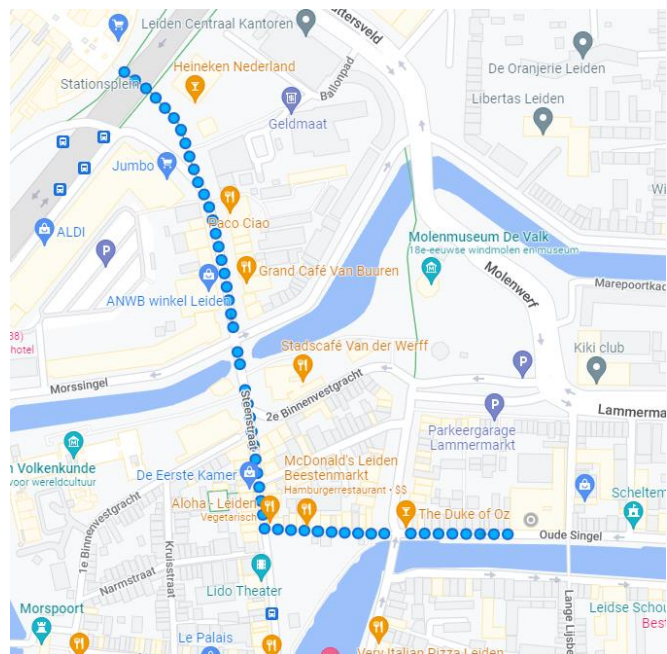 Leiden Centraal Kantoren
uttersveld
Stationsplein
Heineken Nederland
Ballonpad
De Oranjerie Leiden
Geldmaat
Libertas Leiden
Jumbo
ALDI
Paco Ciao
Molenmuseum De Valk
18e-eeuwse windmolen en museum
Grand Café Van Buuren
ANWB winkel Leiden
Molenwerf
Marepoortkad
38)
hotel
Stadscafé Van der Werff
Kiki club
Morssingel
2e Binnenvestgracht
Steenstraat
Lammerma
Parkeergarage
Lammermarkt
n Volkenkunde
voor wereldcultuur
De Eerste Kamer
McDonald's Leiden
Beestenmarkt
Hamburgerrestaurant · $$
Aloha - Leiden
Vegetarisch
The Duke of Oz
Scheltem
Oude Singel
1e Binnenvestgracht
Kruisstraat
Narmstraat
Lido Theater
Morspoort
Le Palais
Very Italian Pizza Leiden
Lange Lijsbe
Leidse Schou
Best